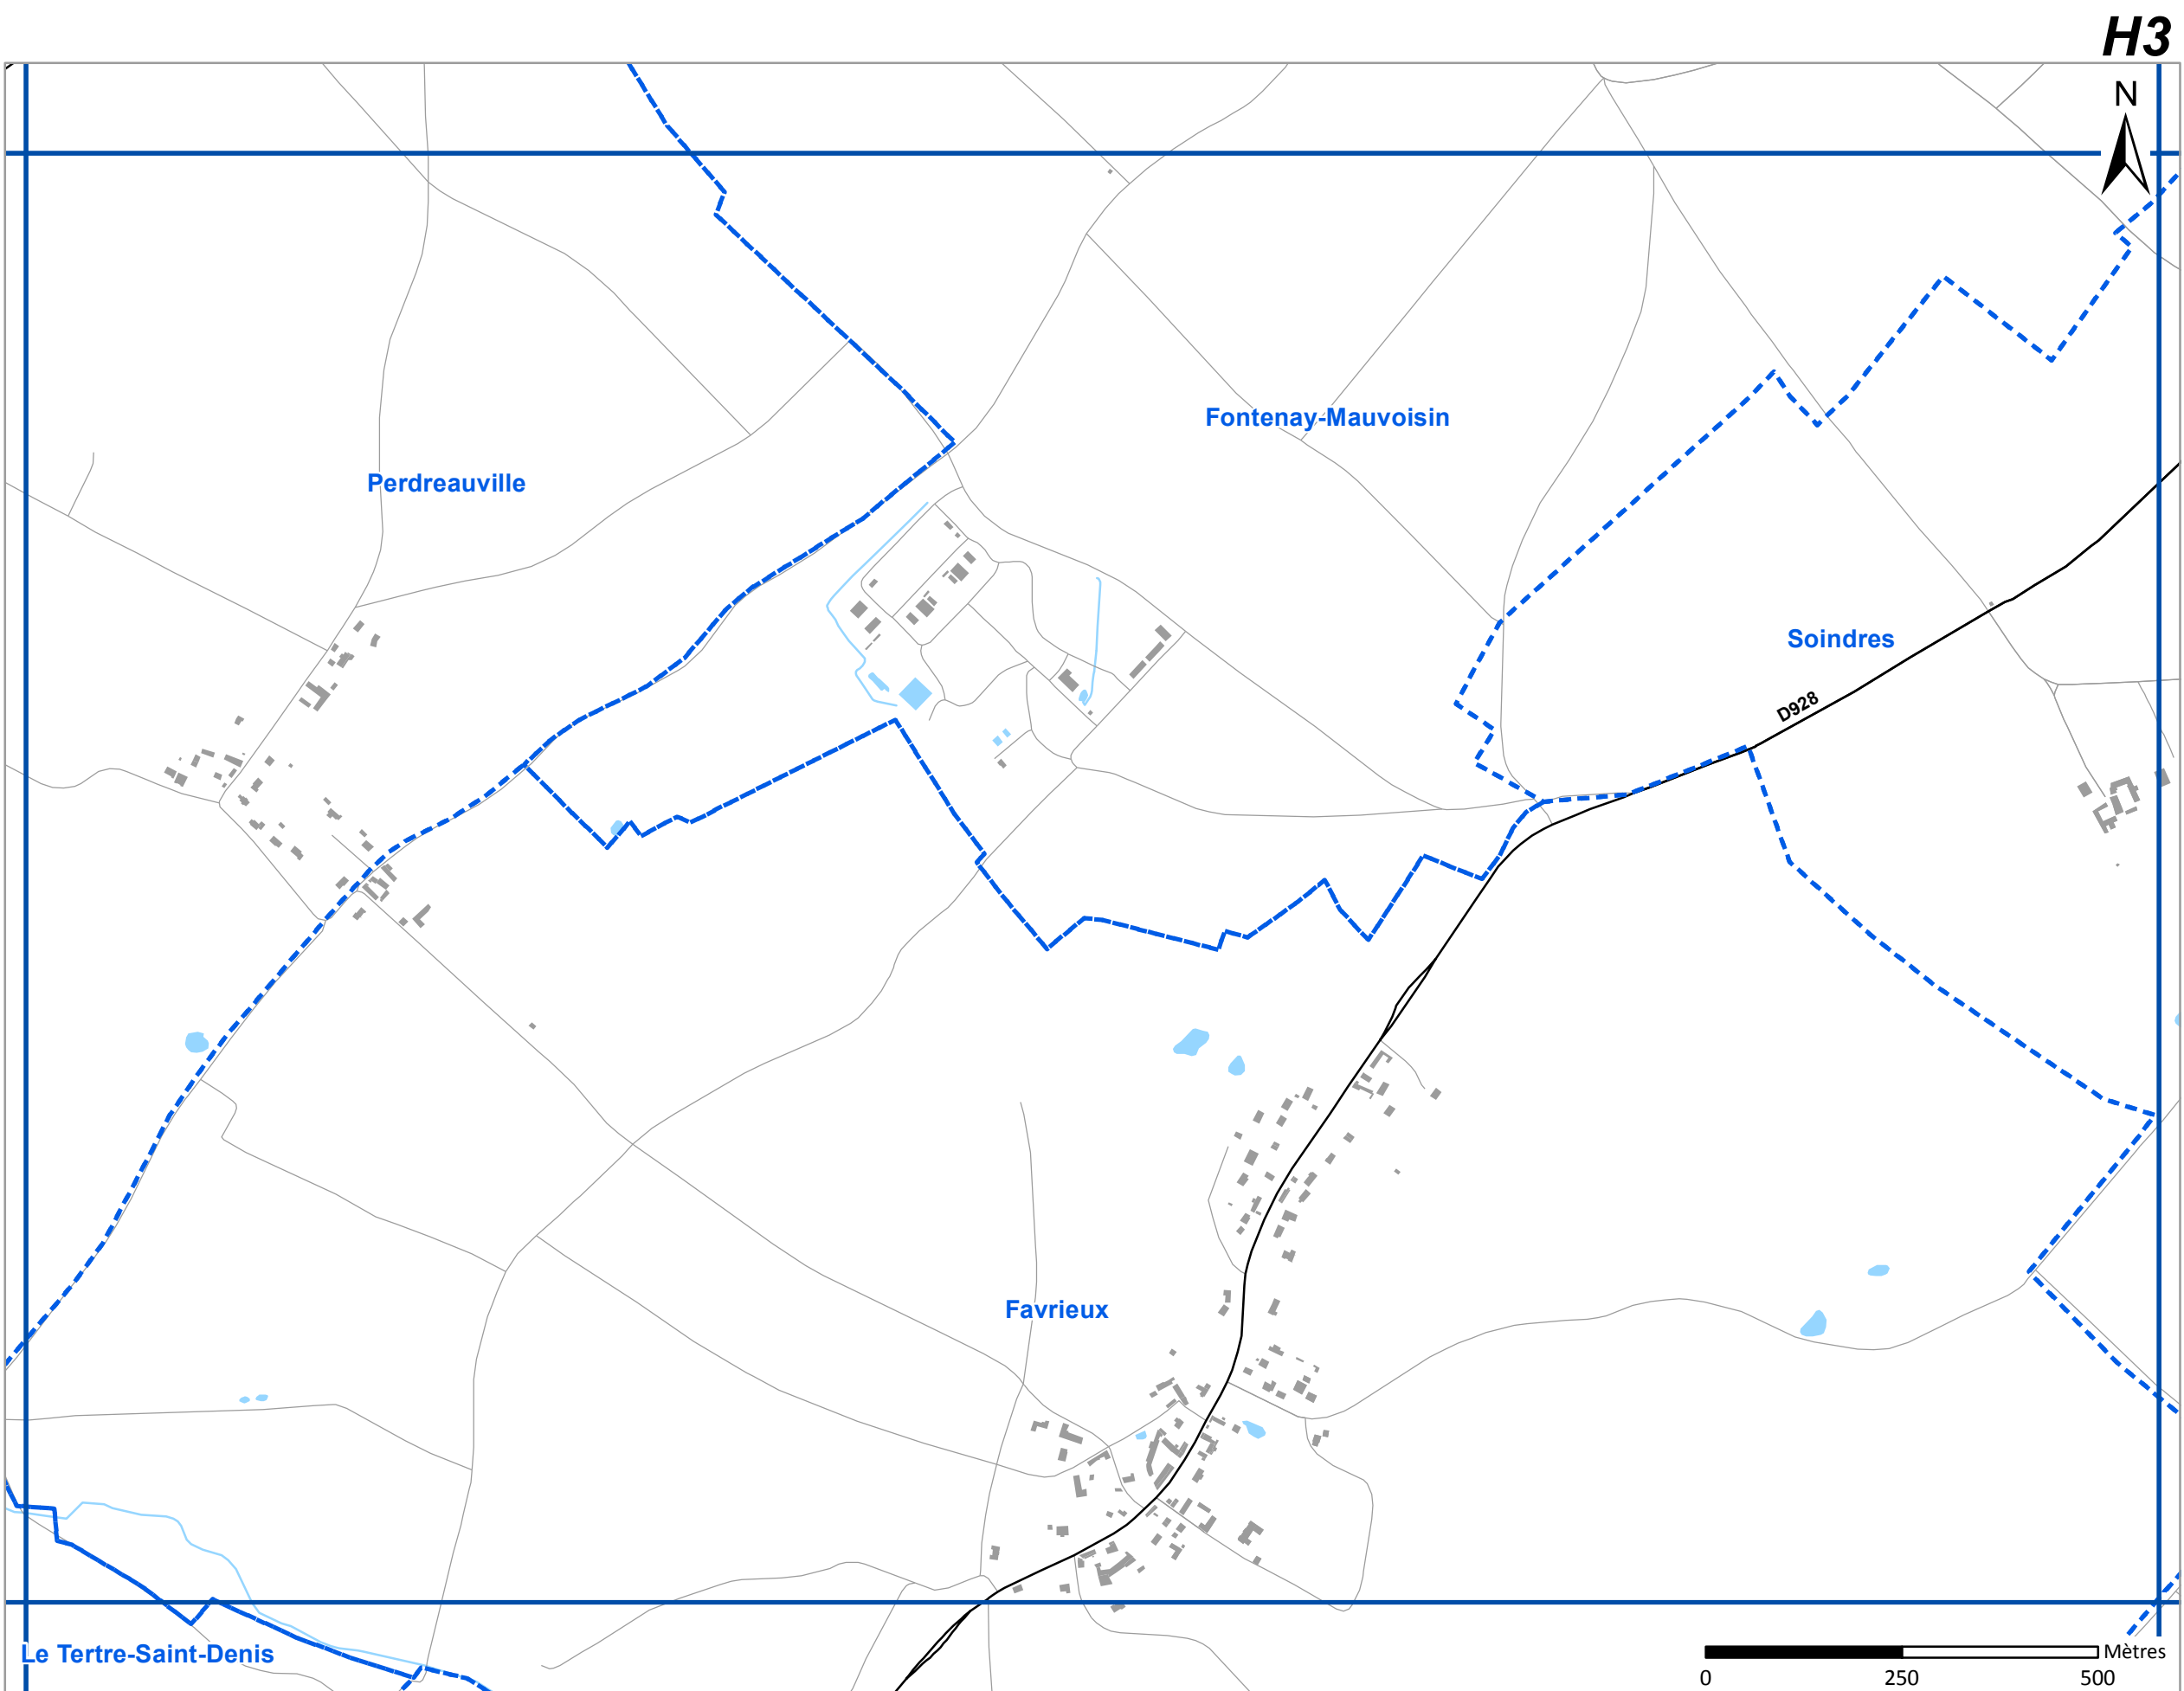 H3
N
Fontenay-Mauvoisin
Perdreauville
Soindres
D928
Favrieux
Le Tertre-Saint-Denis
Mètres
0 250 500